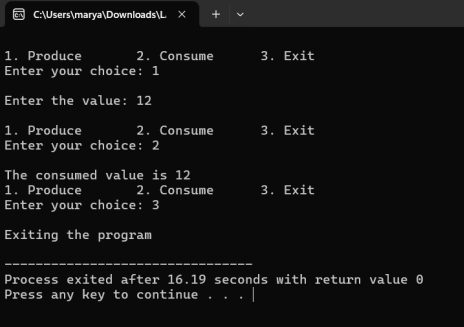 C:\Users\marya\Downloads\L.
1. Produce 2. Consume 3. Exit
Enter your choice: 1
Enter the value: 12
1. Produce 2. Consume 3. Exit
Enter your choice: 2
The consumed value is 12
1. Produce 2. Consume 3. Exit
Enter your choice: 3
Exiting the program
--------------------------------
Process exited after 16.19 seconds with return value 0
Press any key to continue . . .